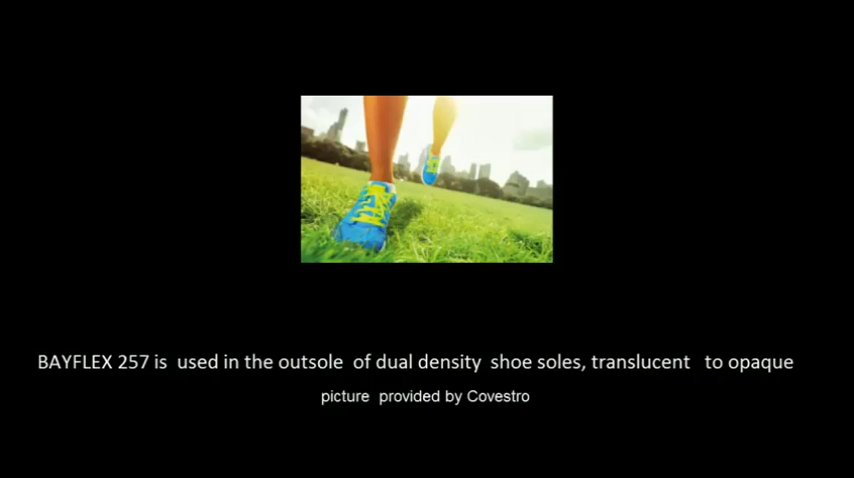 BAYFLEX 257 is used in the outsole of dual density shoe soles, translucent to opaque
picture provided by Covestro